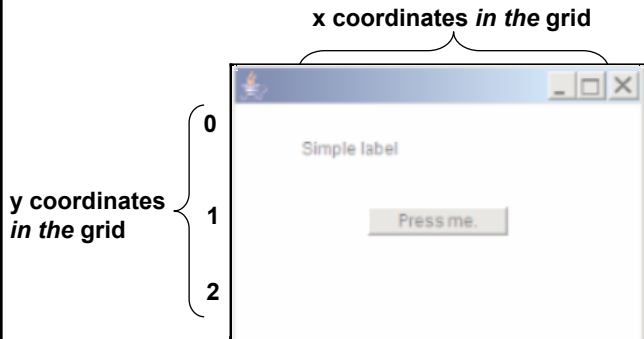 x coordinates in the grid
0
Simple label
y coordinates
in the grid
1
Press me.
2